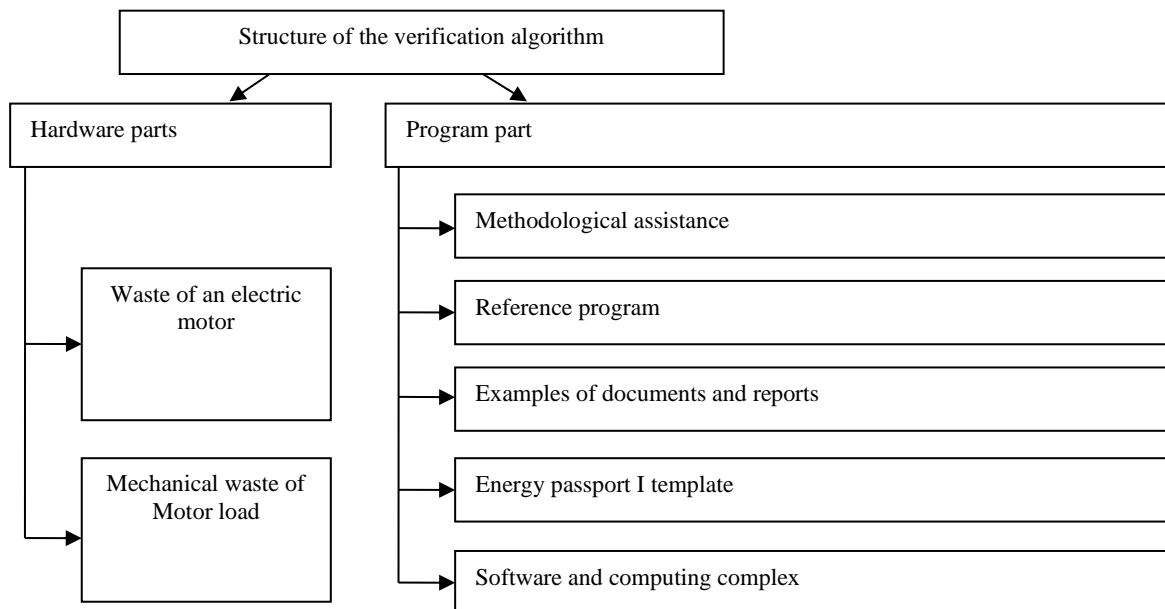 Structure of the verification algorithm
Hardware parts
Program part
Methodological assistance
Waste of an electric
motor
Reference program
Examples of documents and reports
Mechanical waste of
Motor load
Energy passport I template
Software and computing complex